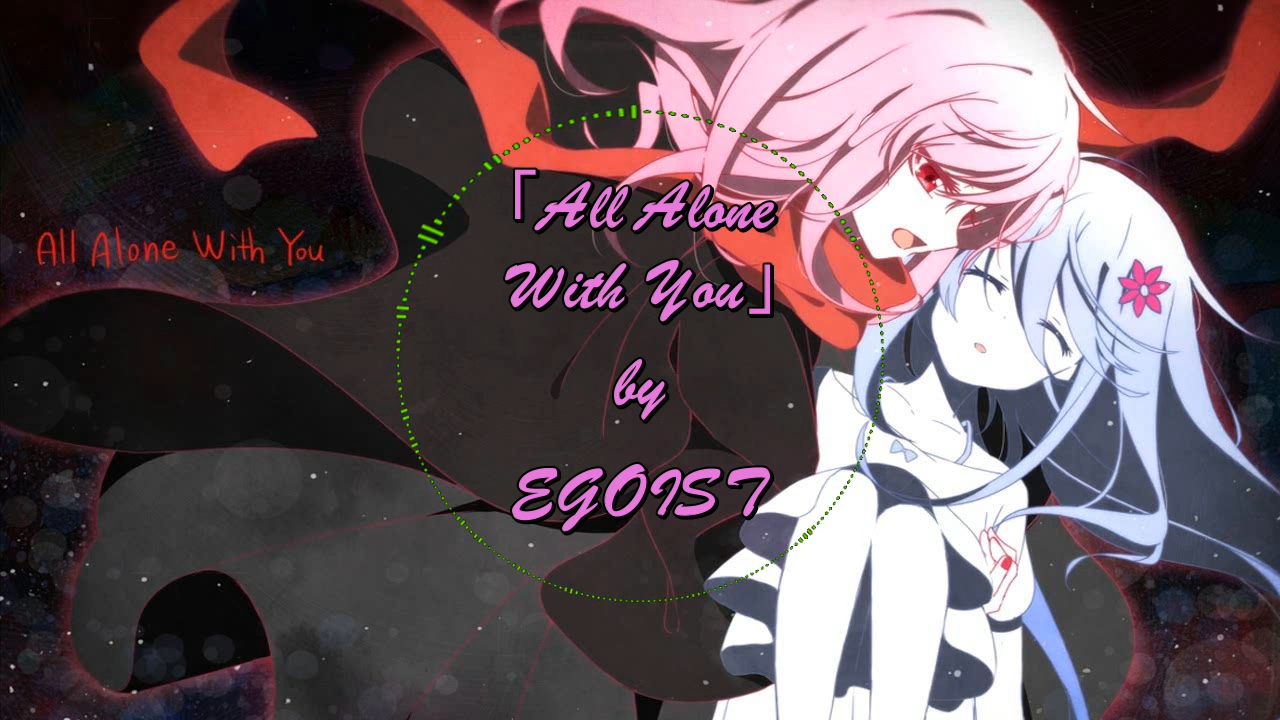 All Alone With You
「All Alone
With You」
by
EGOIST